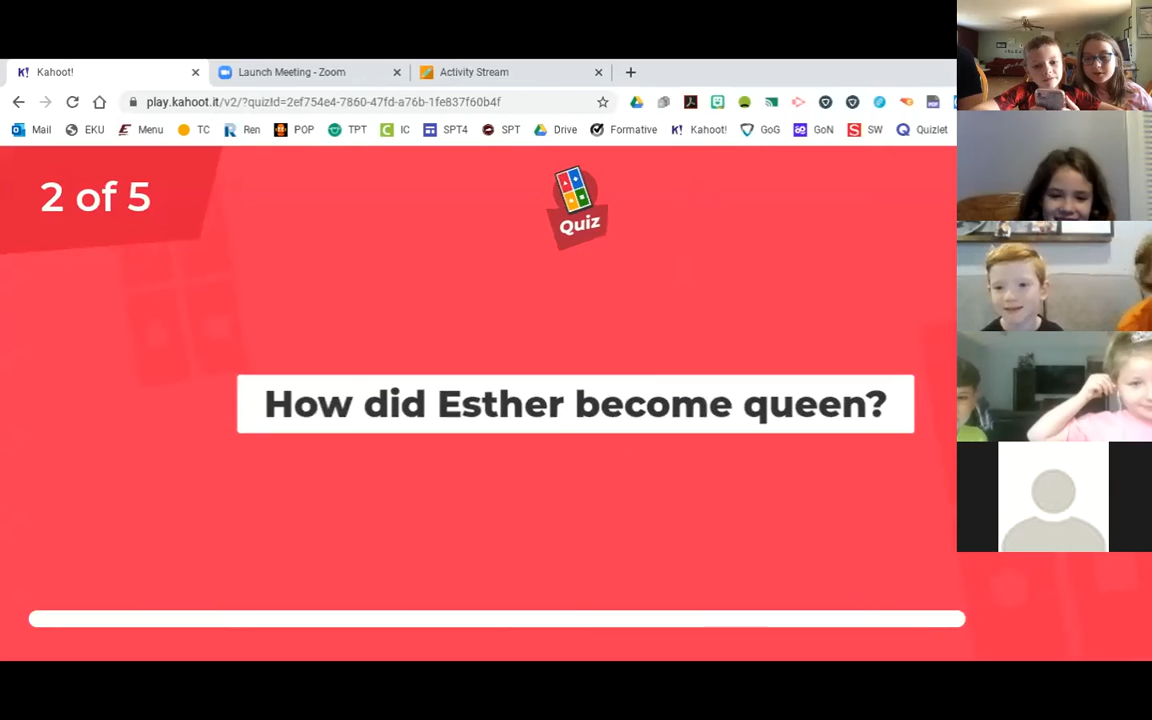 K! Kahoot!
Launch Meeting - Zoom
Activity Stream
play.kahoot.it/v2/?quizId=2ef754e4-7860-47fd-a76b-1fe837f60b4f
Mail EKU Menu TC Ren POP TPT IC SPT4 SPT Drive Formative K! Kahoot! GoG GoN SW Quizlet
2 of 5
Quiz
How did Esther become queen?